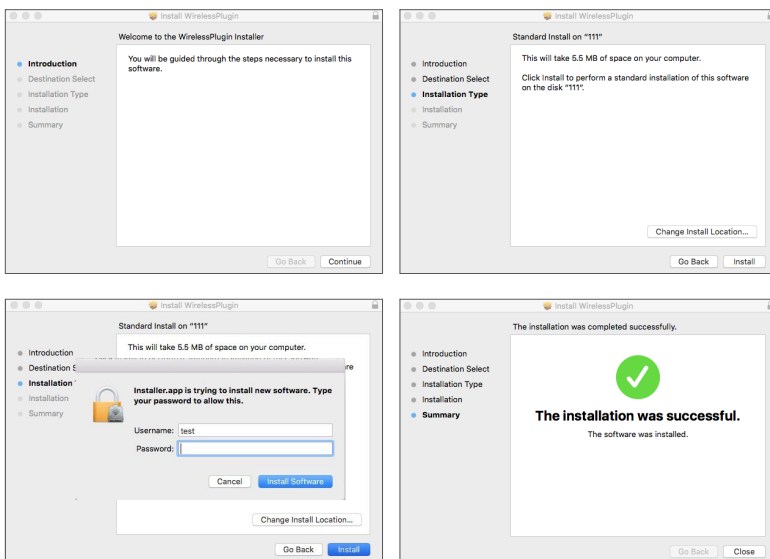 Install WirelessPlugin
Welcome to the WirelessPlugin Installer
Introduction
Destination Select
Installation Type
Installation
Summary
You will be guided through the steps necessary to install this
software.
Go Back
Continue
Install WirelessPlugin
Standard Install on “111”
Introduction
Destination Select
Installation Type
Installation
Summary
This will take 5.5 MB of space on your computer.
Click Install to perform a standard installation of this software
on the disk “111”.
Change Install Location...
Go Back
Install
Install WirelessPlugin
Standard Install on “111”
Introduction
Destination S
Installation
Installation
Summary
This will take 5.5 MB of space on your computer.
re
Installer.app is trying to install new software. Type
your password to allow this.
Username: test
Password:
Cancel
Install Software
Change Install Location...
Go Back
Install
Install WirelessPlugin
The installation was completed successfully.
Introduction
Destination Select
Installation Type
Installation
Summary
The installation was successful.
The software was installed.
Go Back
Close